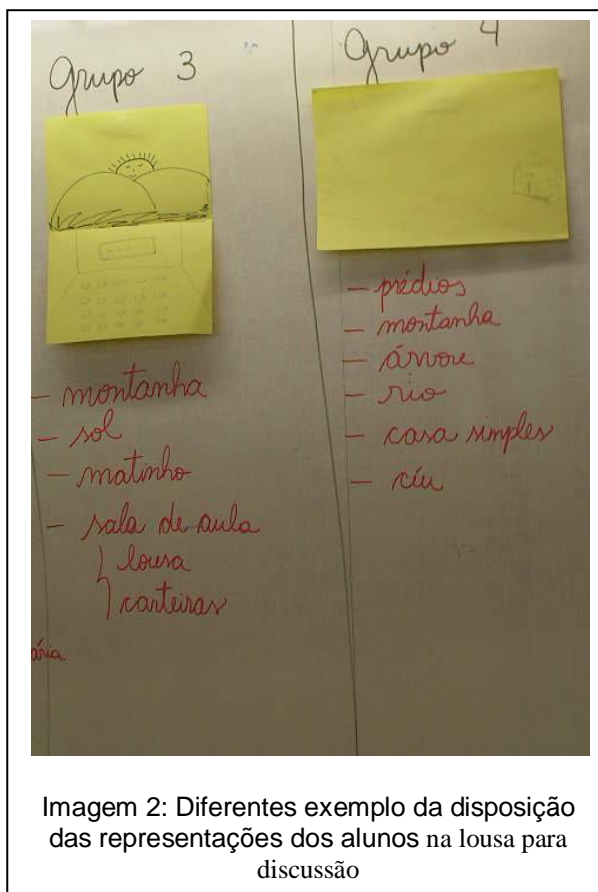 Grupo 3
- montanha
- sol
- matinho
- sala de aula
lousa
carteiras
ária
Grupo 4
- prédios
- montanha
- árvore
- rio
- casa simples
- céu
Imagem 2: Diferentes exemplo da disposição
das representações dos alunos na lousa para
discussão